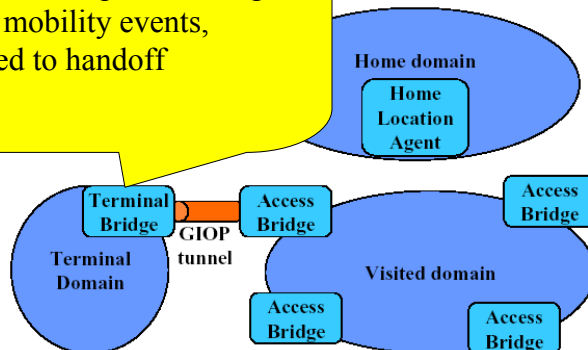 mobility events,
ed to handoff
Home domain
Home
Location
Agent
Terminal
Bridge
GIOP
tunnel
Access
Bridge
Access
Bridge
Terminal
Domain
Visited domain
Access
Bridge
Access
Bridge